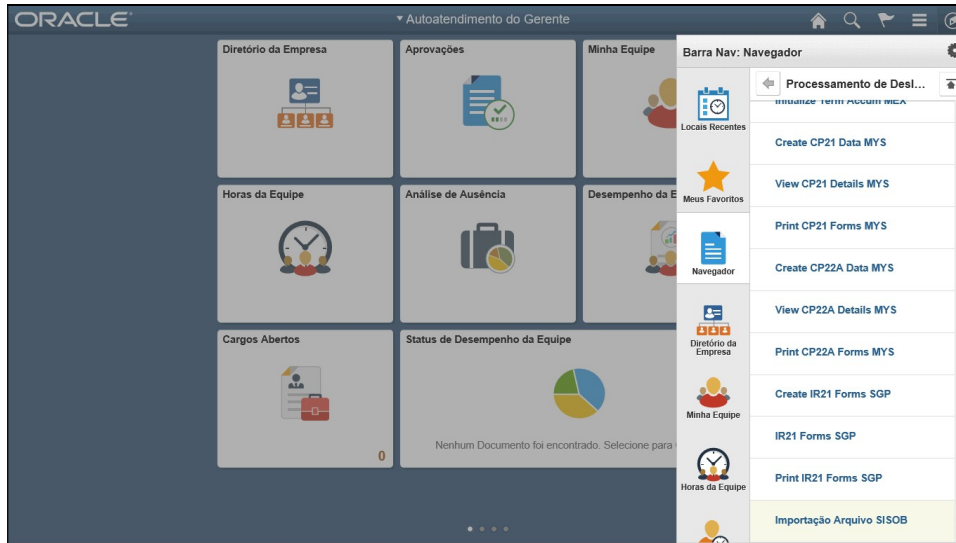 ORACLE
Autoatendimento do Gerente
Diretório da Empresa
Aprovações
Minha Equipe
Horas da Equipe
Análise de Ausência
Desempenho da E
Cargos Abertos
0
Status de Desempenho da Equipe
Nenhum Documento foi encontrado. Selecione para
Barra Nav: Navegador
Locais Recentes
Meus Favoritos
Navegador
Diretório da
Empresa
Minha Equipe
Horas da Equipe
Processamento de Desl...
Initialize Term Accum MEX
Create CP21 Data MYS
View CP21 Details MYS
Print CP21 Forms MYS
Create CP22A Data MYS
View CP22A Details MYS
Print CP22A Forms MYS
Create IR21 Forms SGP
IR21 Forms SGP
Print IR21 Forms SGP
Importação Arquivo SISOB